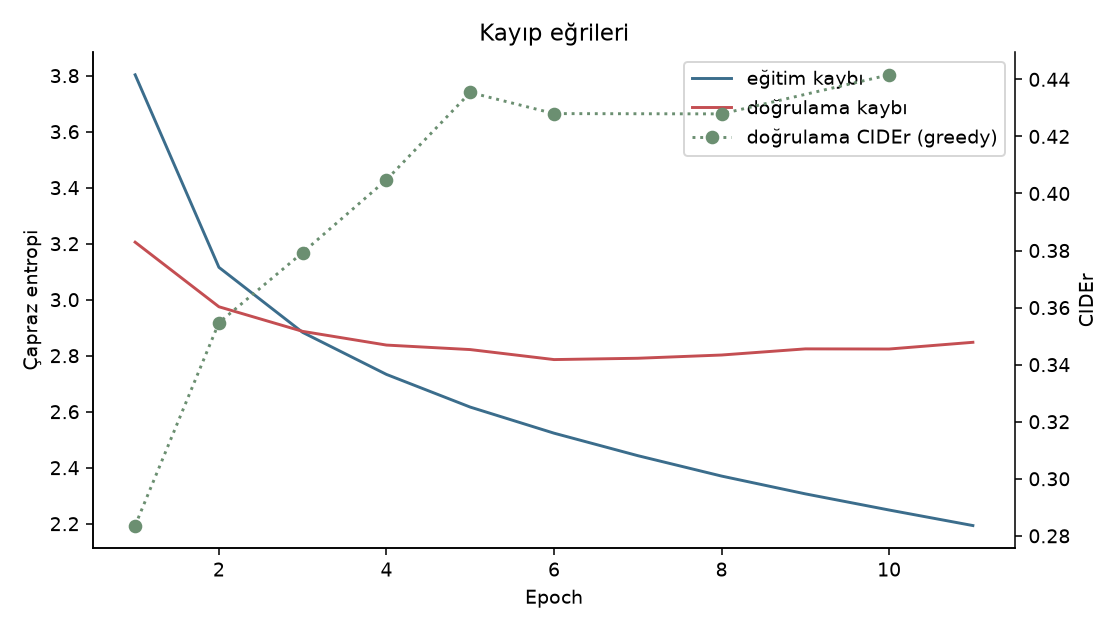 Kayıp eğrileri
eğitim kaybı
doğrulama kaybı
doğrulama CIDEr (greedy)
Çapraz entropi
3.8
3.6
3.4
3.2
3.0
2.8
2.6
2.4
2.2
0.44
0.42
0.40
0.38
0.36
0.34
0.32
0.30
0.28
CIDEr
2 4 6 8 10
Epoch